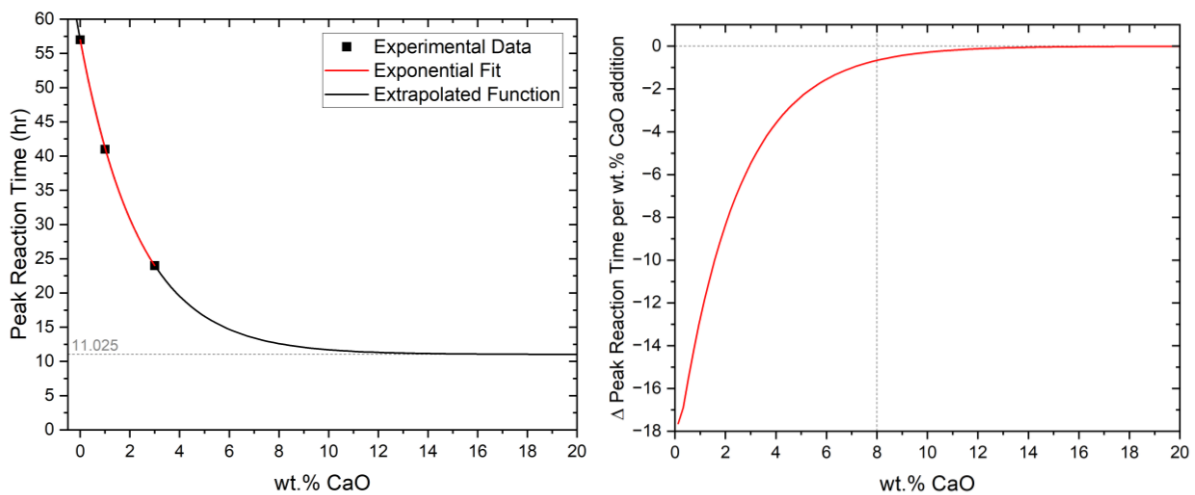 60
55
50
45
40
35
30
25
20
15
10
5
0
Peak Reaction Time (hr)
Experimental Data
Exponential Fit
Extrapolated Function
11.025
0 2 4 6 8 10 12 14 16 18 20
wt.% CaO
0
−2
−4
−6
−8
−10
−12
−14
−16
−18
Δ Peak Reaction Time per wt.% CaO addition
0 2 4 6 8 10 12 14 16 18 20
wt.% CaO